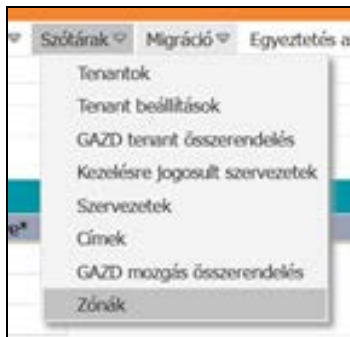 Szótárak Migráció Egyeztetés a
Tenantok
Tenant beállítások
GAZD tenant összerendelés
Kezelésre jogosult szervezetek
Szervezetek
Címek
GAZD mozgás összerendelés
Zónák